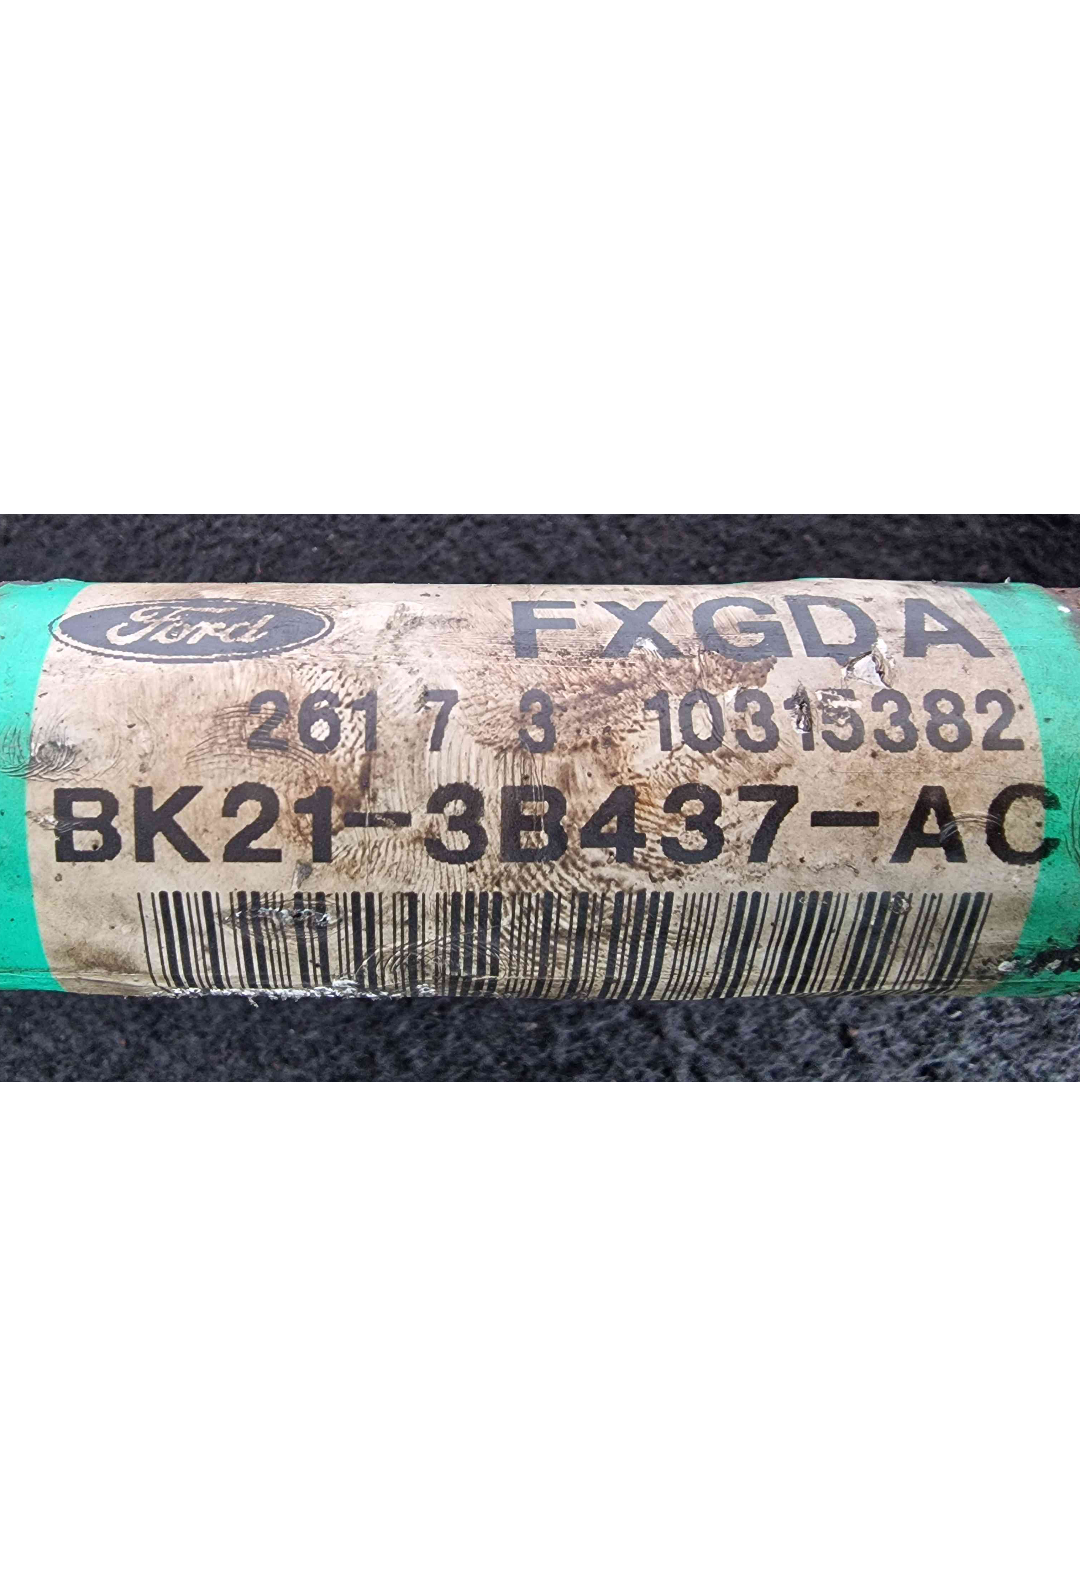 Ford FXGDA
261 7 3 10315382
BK21-3B437-AC